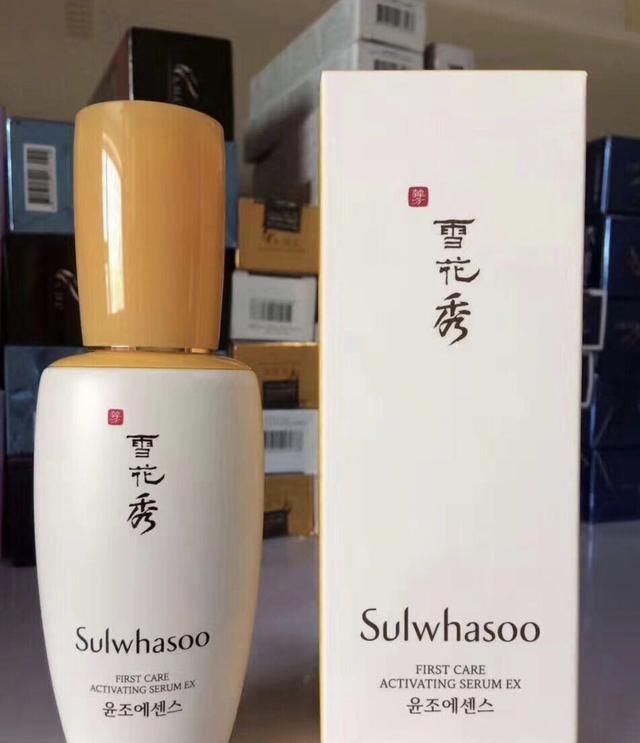 雪花秀
Sulwhasoo
FIRST CARE
ACTIVATING SERUM EX
윤조에센스
雪花秀
Sulwhasoo
FIRST CARE
ACTIVATING SERUM EX
윤조에센스